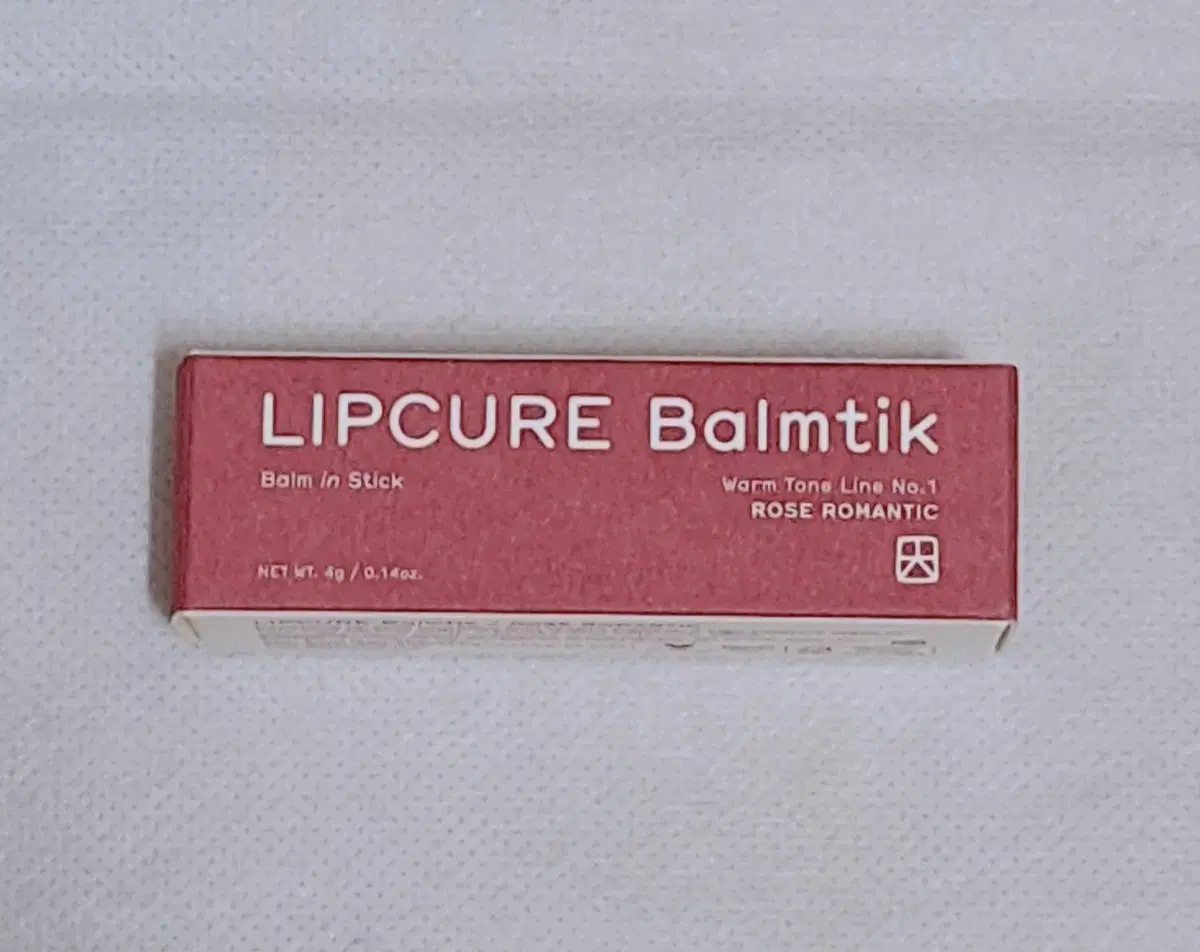 LIPCURE Balmtik
Balm in Stick
Warm Tone Line No.1
ROSE ROMANTIC
NET WT. 4g / 0.14oz.